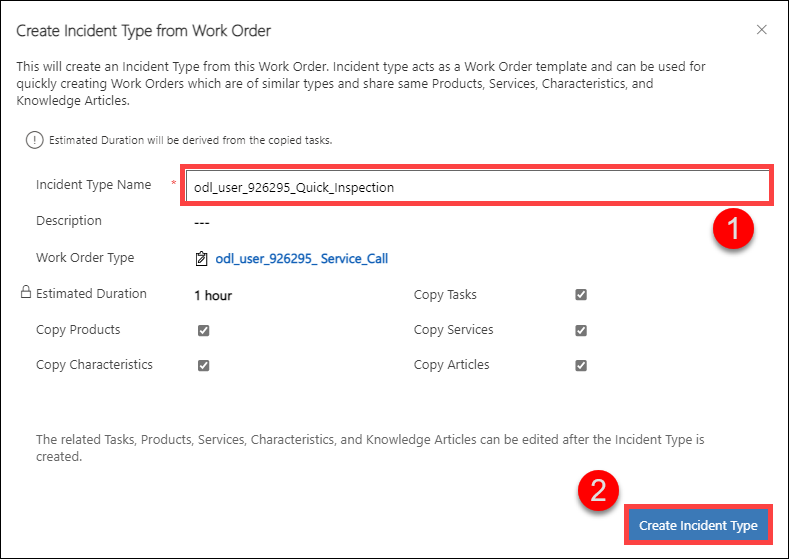 Create Incident Type from Work Order
This will create an Incident Type from this Work Order. Incident type acts as a Work Order template and can be used for
quickly creating Work Orders which are of similar types and share same Products, Services, Characteristics, and
Knowledge Articles.
Estimated Duration will be derived from the copied tasks.
Incident Type Name * odl_user_926295_Quick_Inspection
1
Description ---
Work Order Type odl_user_926295_ Service_Call
Estimated Duration 1 hour Copy Tasks
Copy Products Copy Services
Copy Characteristics Copy Articles
The related Tasks, Products, Services, Characteristics, and Knowledge Articles can be edited after the Incident Type is
created.
2
Create Incident Type